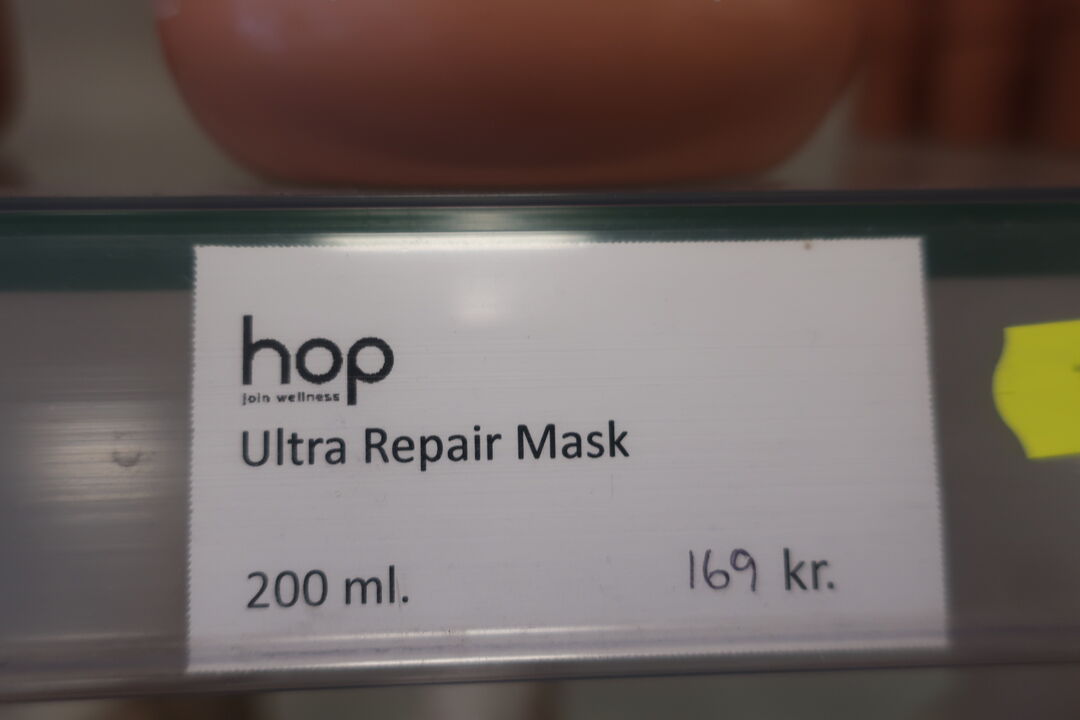 hop
join wellness
Ultra Repair Mask
200 ml. 169 kr.